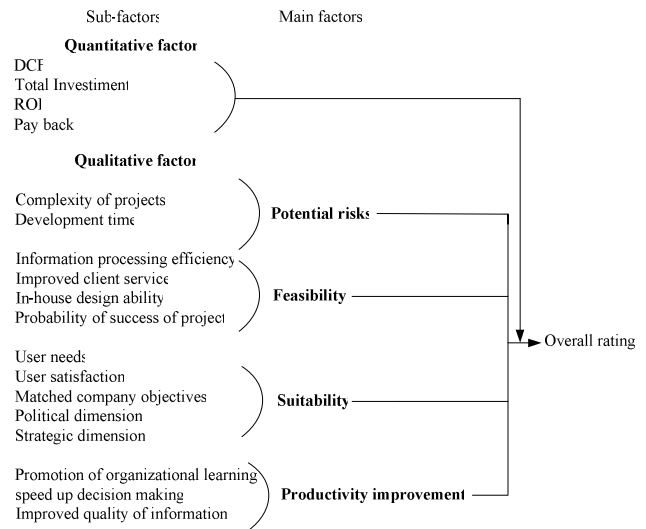 Sub-factors Main factors
Quantitative factor
DCF
Total Investiment
ROI
Pay back
Qualitative factor
Complexity of projects
Development time
Potential risks
Information processing efficiency
Improved client service
In-house design ability
Probability of success of project
Feasibility
Overall rating
User needs
User satisfaction
Matched company objectives
Political dimension
Strategic dimension
Suitability
Promotion of organizational learning
speed up decision making
Improved quality of information
Productivity improvement